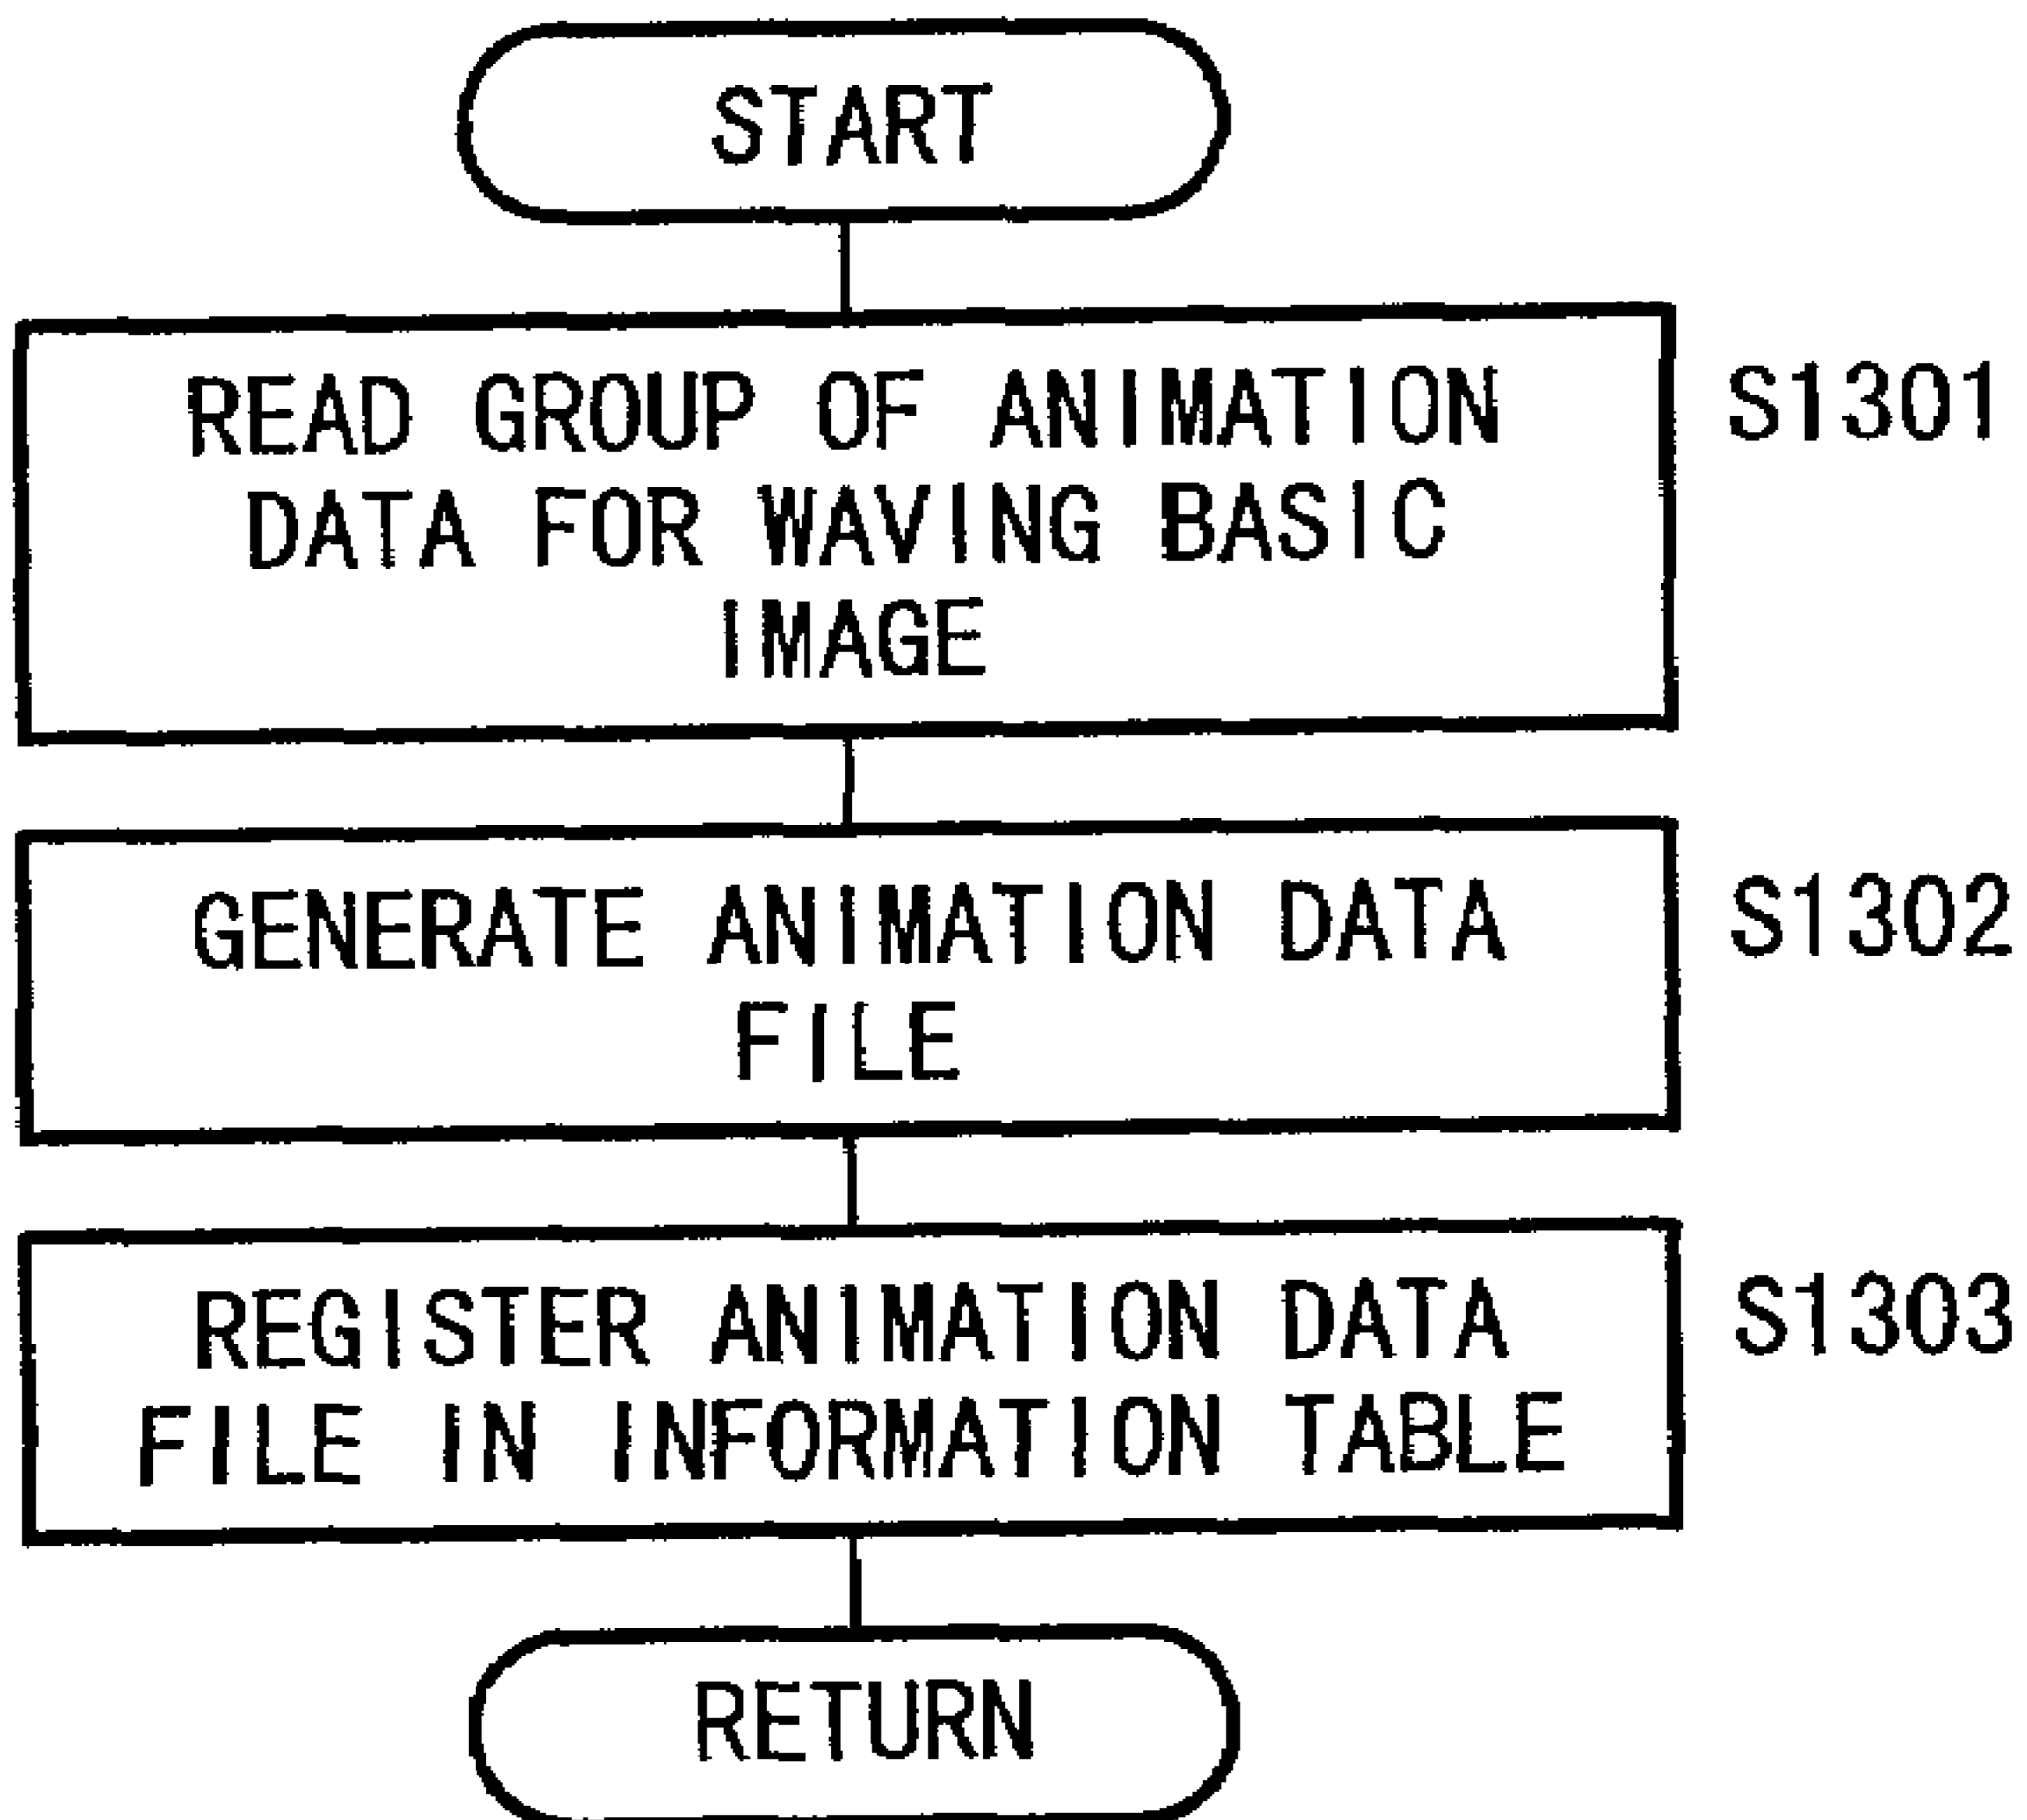 START
READ GROUP OF ANIMATION
DATA FOR WAVING BASIC
IMAGE
S1301
GENERATE ANIMATION DATA
FILE
S1302
REGISTER ANIMATION DATA
FILE IN INFORMATION TABLE
S1303
RETURN